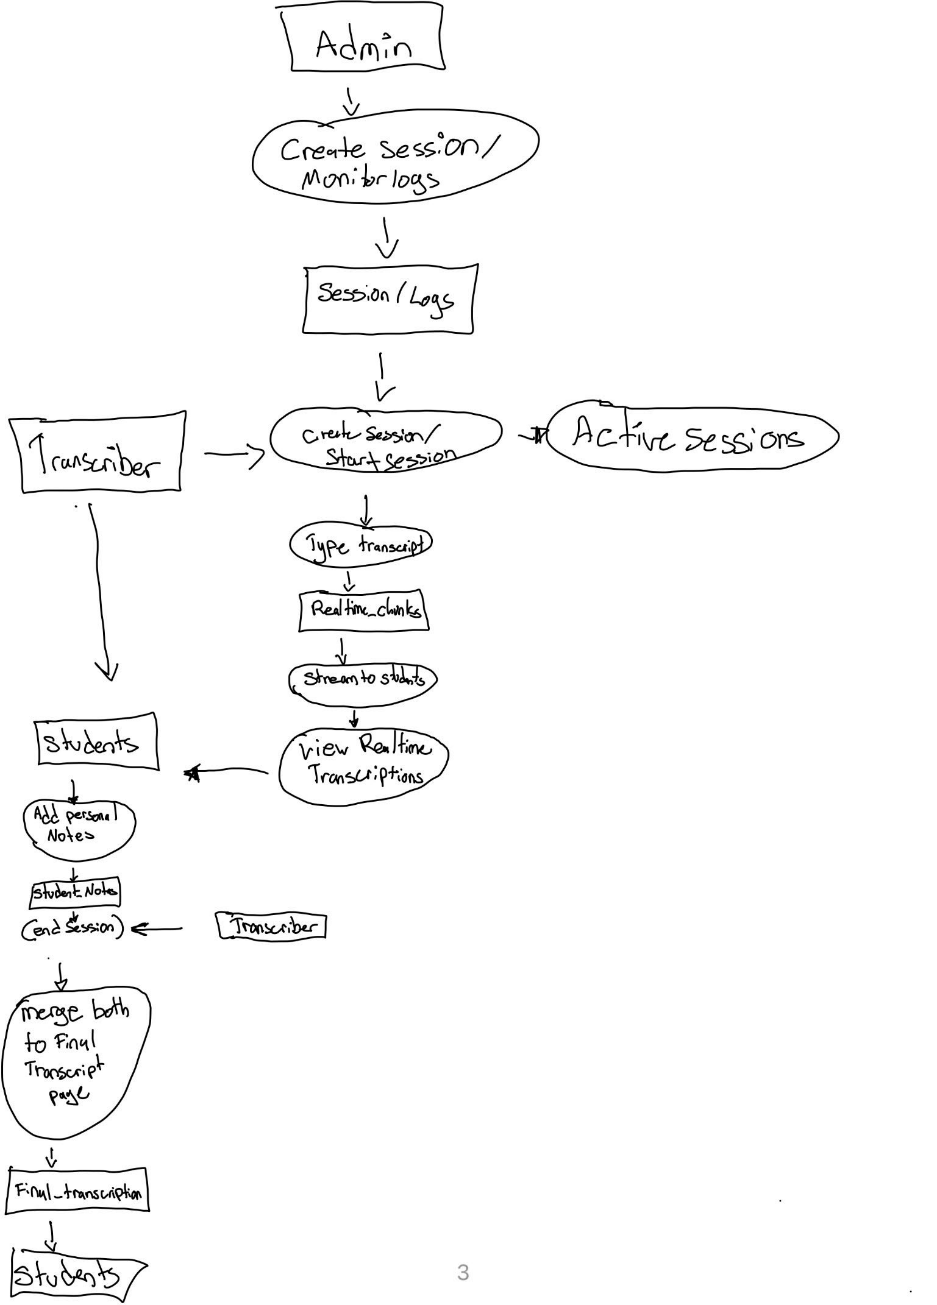 Admin
Create session/
Monitor logs
Session/Logs
Transcriber
Create session/
Start session
Active sessions
Type transcript
Realtime_chunks
Stream to students
View Realtime
Transcriptions
Students
Add personal
Notes
Student_Notes
(end session)
Transcriber
merge both
to Final
Transcript
page
Final_transcription
Students
3